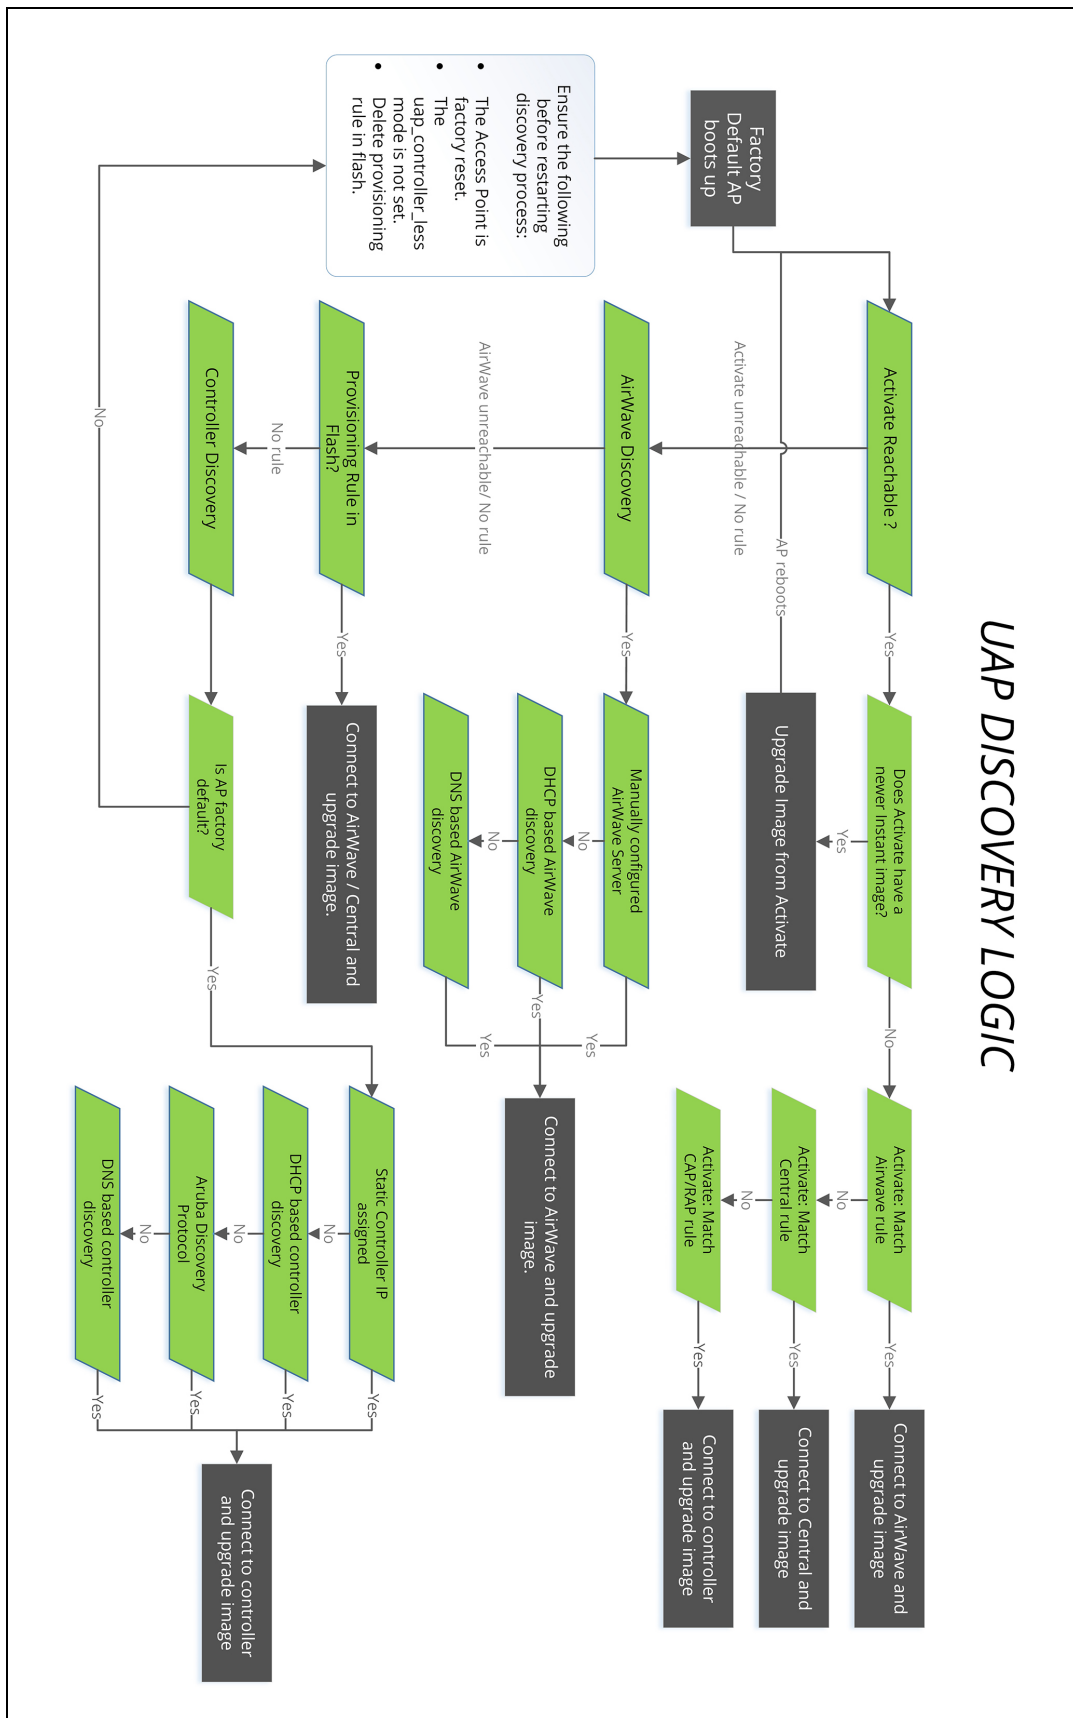 UAP DISCOVERY LOGIC
Factory
Default AP
boots up
Activate Reachable ?
Yes
Does Activate have a
newer Instant image?
No
Activate: Match
Airwave rule
Yes
Connect to AirWave and
upgrade image
No
Activate: Match
Central rule
Yes
Connect to Central and
upgrade image
No
Activate: Match
CAP/RAP rule
Yes
Connect to controller
and upgrade image
Yes
Upgrade Image from Activate
AP reboots
Activate unreachable / No rule
AirWave Discovery
Yes
Manually configured
AirWave Server
Yes
No
DHCP based AirWave
discovery
Yes
No
DNS based AirWave
discovery
Yes
Connect to AirWave and upgrade
image.
Ensure the following
before restarting
discovery process:
• The Access Point is
factory reset.
• The
uap_controller_less
mode is not set.
• Delete provisioning
rule in flash.
AirWave unreachable/ No rule
Provisioning Rule in
Flash?
Yes
Connect to AirWave / Central and
upgrade image.
No rule
Controller Discovery
Is AP factory
default?
No
Yes
Static Controller IP
assigned
Yes
No
DHCP based controller
discovery
Yes
No
Aruba Discovery
Protocol
Yes
No
DNS based controller
discovery
Yes
Connect to controller
and upgrade image